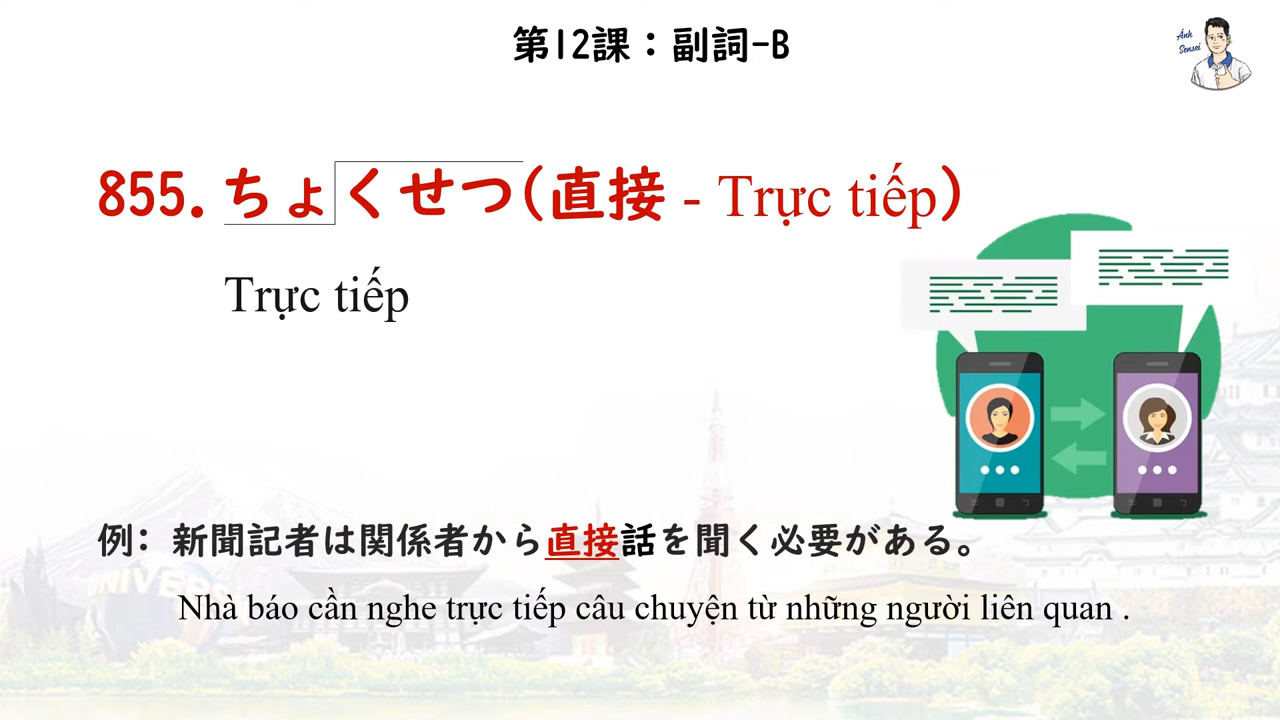 第12課：副詞-B
Ánh
Sensei
855. ちょくせつ(直接 - Trực tiếp)
Trực tiếp
例: 新聞記者は関係者から直接話を聞く必要がある。
UNIVER
Nhà báo cần nghe trực tiếp câu chuyện từ những người liên quan .